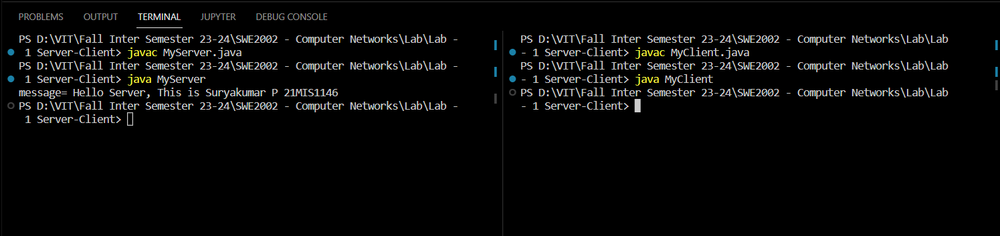 PROBLEMS OUTPUT TERMINAL JUPYTER DEBUG CONSOLE
PS D:\VIT\Fall Inter Semester 23-24\SWE2002 - Computer Networks\Lab\Lab -
1 Server-Client> javac MyServer.java
PS D:\VIT\Fall Inter Semester 23-24\SWE2002 - Computer Networks\Lab\Lab -
1 Server-Client> java MyServer
message= Hello Server, This is Suryakumar P 21MIS1146
PS D:\VIT\Fall Inter Semester 23-24\SWE2002 - Computer Networks\Lab\Lab -
1 Server-Client>
PS D:\VIT\Fall Inter Semester 23-24\SWE2002 - Computer Networks\Lab\Lab
- 1 Server-Client> javac MyClient.java
PS D:\VIT\Fall Inter Semester 23-24\SWE2002 - Computer Networks\Lab\Lab
- 1 Server-Client> java MyClient
PS D:\VIT\Fall Inter Semester 23-24\SWE2002 - Computer Networks\Lab\Lab
- 1 Server-Client>